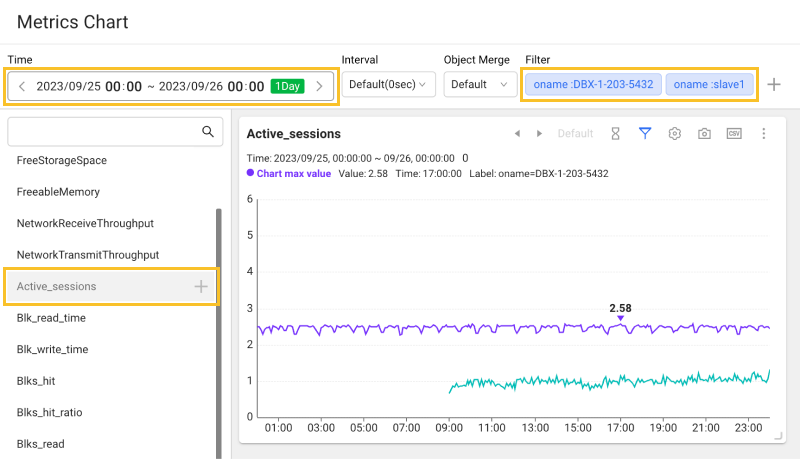 Metrics Chart
Time
Interval
Object Merge
Filter
2023/09/25 00:00 ~ 2023/09/26 00:00 1Day
Default(0sec)
Default
oname :DBX-1-203-5432
oname :slave1
FreeStorageSpace
FreeableMemory
NetworkReceiveThroughput
NetworkTransmitThroughput
Active_sessions
Blk_read_time
Blk_write_time
Blks_hit
Blks_hit_ratio
Blks_read
Active_sessions
Default
CSV
Time: 2023/09/25, 00:00:00 ~ 09/26, 00:00:00 0
Chart max value Value: 2.58 Time: 17:00:00 Label: oname=DBX-1-203-5432
6
5
4
3
2
1
0
2.58
01:00 03:00 05:00 07:00 09:00 11:00 13:00 15:00 17:00 19:00 21:00 23:00